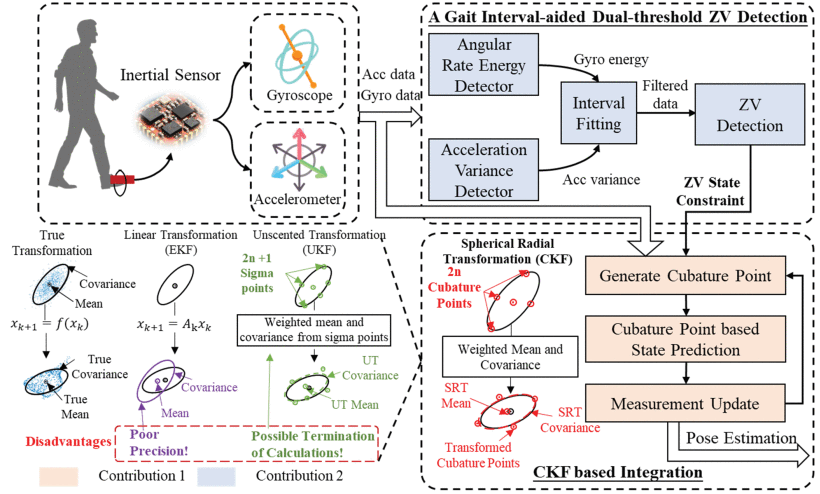 Inertial Sensor
Gyroscope
Accelerometer
Acc data
Gyro data
A Gait Interval-aided Dual-threshold ZV Detection
Angular
Rate Energy
Detector
Gyro energy
Interval
Fitting
Filtered
data
ZV
Detection
Acceleration
Variance
Detector
Acc variance
ZV State
Constraint
True
Transformation
Covariance
Mean
x_{k+1} = f(x_k)
True
Covariance
True
Mean
Linear Transformation
(EKF)
x_{k+1} = A_k x_k
Covariance
Mean
Unscented Transformation
(UKF)
2n +1
Sigma
points
Weighted mean and
covariance from sigma points
UT
Covariance
UT Mean
Disadvantages
Poor
Precision!
Possible Termination
of Calculations!
Contribution 1
Contribution 2
Spherical Radial
Transformation (CKF)
2n
Cubature
Points
Weighted Mean and
Covariance
SRT
Mean
SRT
Covariance
Transformed
Cubature Points
Generate Cubature Point
Cubature Point based
State Prediction
Measurement Update
Pose Estimation
CKF based Integration